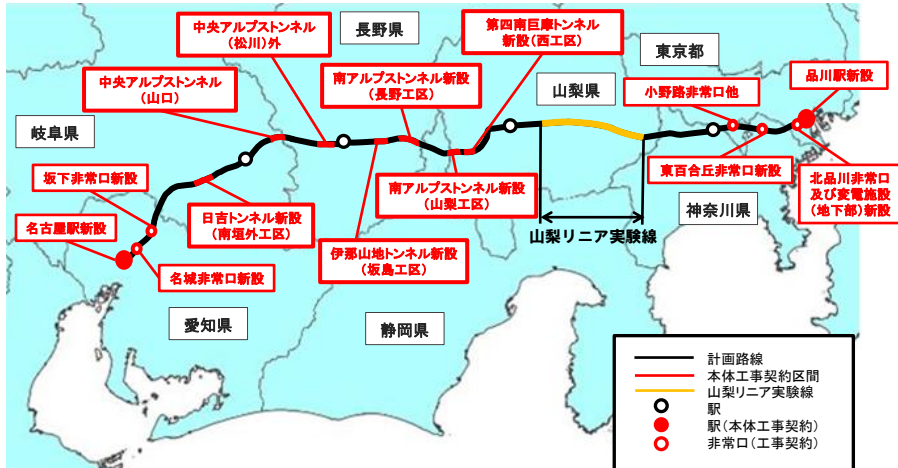 中央アルプストンネル
(松川)外
長野県
第四南巨摩トンネル
新設(西工区)
東京都
中央アルプストンネル
(山口)
南アルプストンネル新設
(長野工区)
山梨県
小野路非常口他
品川駅新設
岐阜県
坂下非常口新設
東百合丘非常口新設
北品川非常口
及び変電施設
(地下部)新設
南アルプストンネル新設
(山梨工区)
神奈川県
名古屋駅新設
日吉トンネル新設
(南垣外工区)
伊那山地トンネル新設
(坂島工区)
山梨リニア実験線
名城非常口新設
愛知県
静岡県
計画路線
本体工事契約区間
山梨リニア実験線
駅
駅(本体工事契約)
非常口(工事契約)